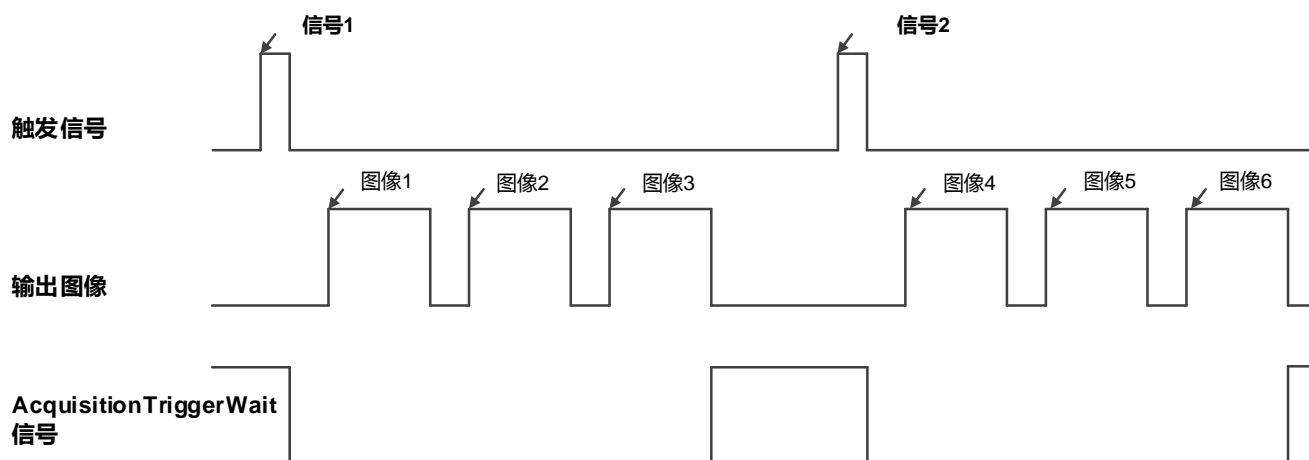 信号1
信号2
触发信号
图像1
图像2
图像3
图像4
图像5
图像6
输出图像
AcquisitionTriggerWait
信号